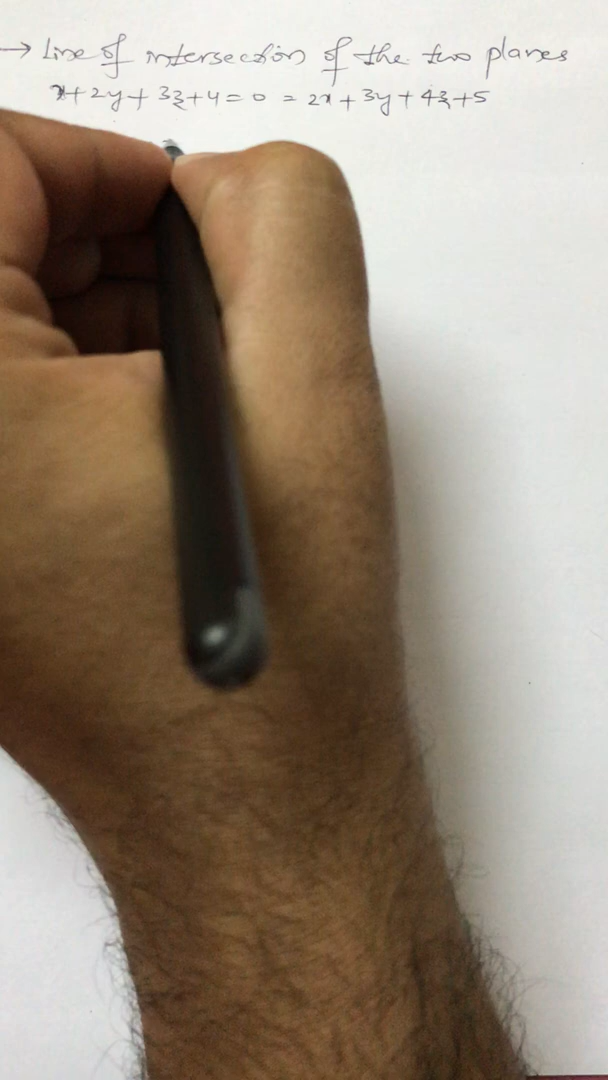 → Line of intersection of the two planes
x+2y+3z+4=0 = 2x+3y+4z+5